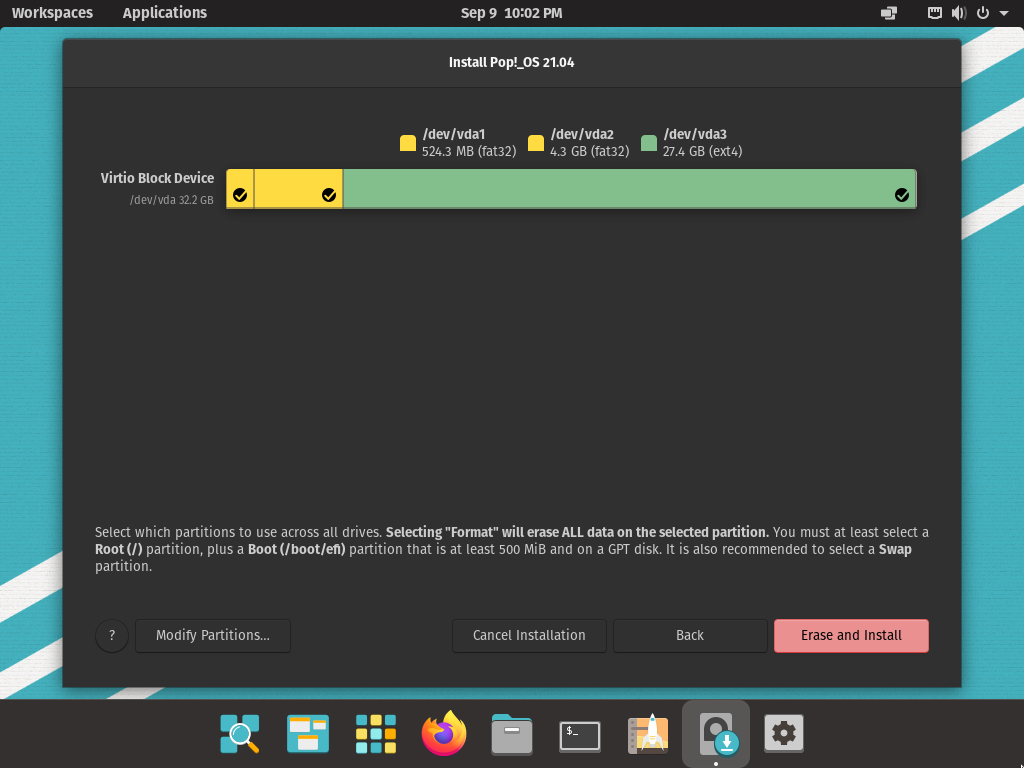 Workspaces Applications Sep 9 10:02 PM
Install Pop!_OS 21.04
/dev/vda1 /dev/vda2 /dev/vda3
524.3 MB (fat32) 4.3 GB (fat32) 27.4 GB (ext4)
Virtio Block Device
/dev/vda 32.2 GB
Select which partitions to use across all drives. Selecting "Format" will erase ALL data on the selected partition. You must at least select a
Root (/) partition, plus a Boot (/boot/efi) partition that is at least 500 MiB and on a GPT disk. It is also recommended to select a Swap
partition.
? Modify Partitions... Cancel Installation Back Erase and Install
$_